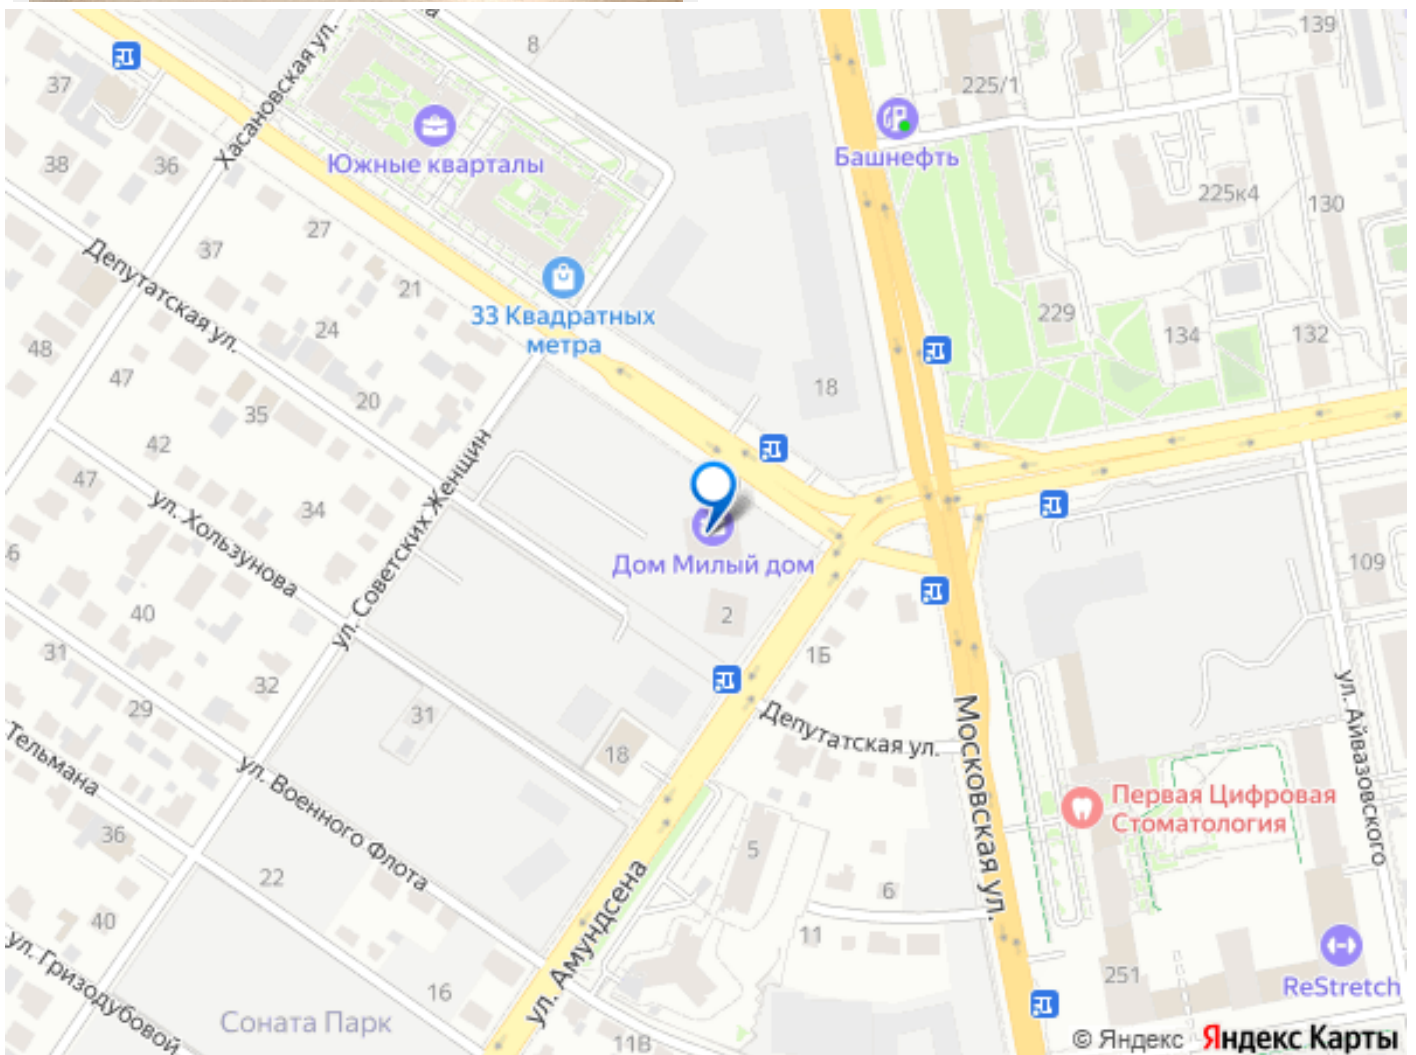 8
139
37
225/1
Хасановская ул.
Башнефть
38
36
Южные кварталы
225к4
130
27
37
Депутатская ул.
21
33 Квадратных
метра
24
229
134
132
48
47
20
18
35
42
47
ул. Хользунова
34
ул. Советских Женщин
Дом Милый дом
109
40
2
31
1Б
32
29
31
18
Депутатская ул.
Московская ул.
ул. Айвазовского
Тельмана
ул. Военного Флота
Первая Цифровая
Стоматология
36
5
22
6
40
ул. Амундсена
11
ул. Гризодубовой
16
251
ReStretch
Соната Парк
11В
© Яндекс Яндекс Карты